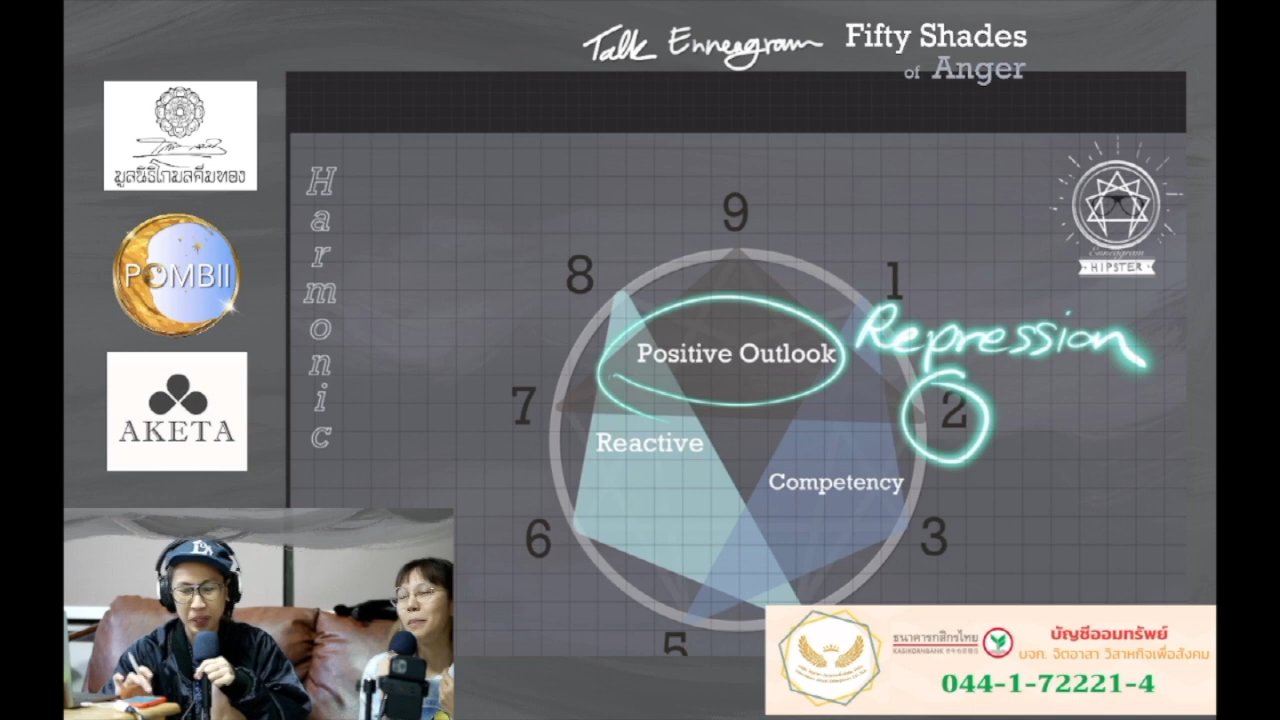 Talk Enneagram Fifty Shades
of Anger
มูลนิธิโกมลคีมทอง
POMBII
AKETA
Harmonic
Enneagram
HIPSTER
9
8
1
Repression
Positive Outlook
7
2
Reactive
Competency
6
3
5
ธนาคารกสิกรไทย
KASIKORNBANK
บัญชีออมทรัพย์
บจก. จิตอาสา วิสาหกิจเพื่อสังคม
044-1-72221-4